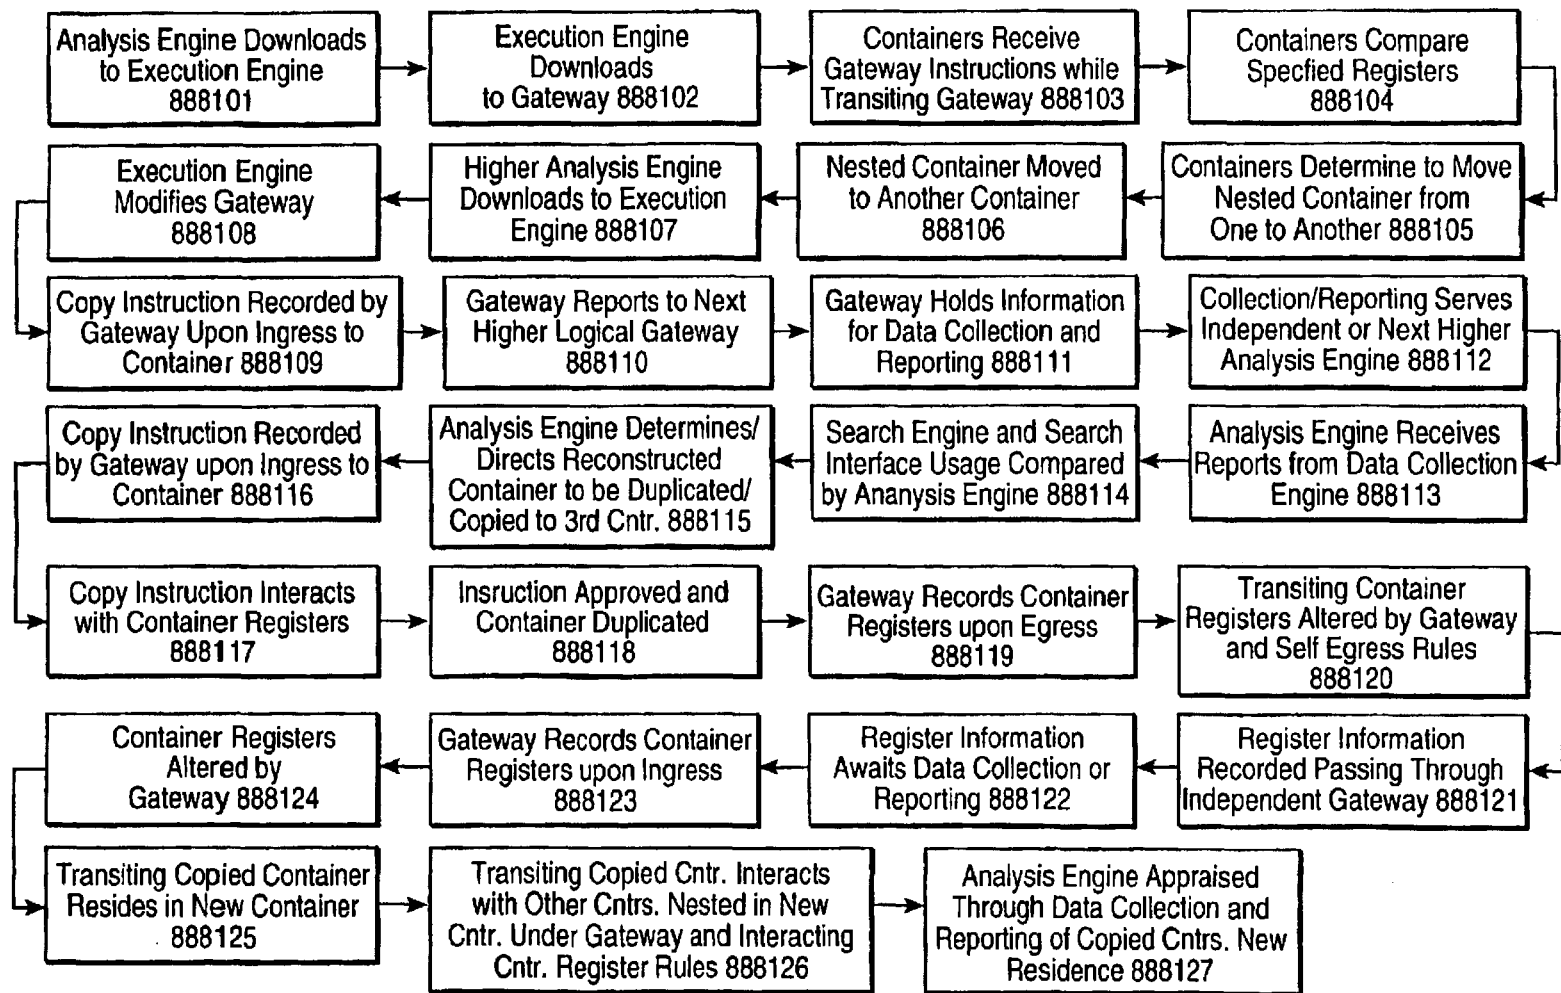 Analysis Engine Downloads
to Execution Engine
888101
Execution Engine
Downloads
to Gateway 888102
Containers Receive
Gateway Instructions while
Transiting Gateway 888103
Containers Compare
Specfied Registers
888104
Containers Determine to Move
Nested Container from
One to Another 888105
Nested Container Moved
to Another Container
888106
Higher Analysis Engine
Downloads to Execution
Engine 888107
Execution Engine
Modifies Gateway
888108
Copy Instruction Recorded by
Gateway Upon Ingress to
Container 888109
Gateway Reports to Next
Higher Logical Gateway
888110
Gateway Holds Information
for Data Collection and
Reporting 888111
Collection/Reporting Serves
Independent or Next Higher
Analysis Engine 888112
Analysis Engine Receives
Reports from Data Collection
Engine 888113
Search Engine and Search
Interface Usage Compared
by Ananysis Engine 888114
Analysis Engine Determines/
Directs Reconstructed
Container to be Duplicated/
Copied to 3rd Cntr. 888115
Copy Instruction Recorded
by Gateway upon Ingress to
Container 888116
Copy Instruction Interacts
with Container Registers
888117
Insruction Approved and
Container Duplicated
888118
Gateway Records Container
Registers upon Egress
888119
Transiting Container
Registers Altered by Gateway
and Self Egress Rules
888120
Register Information
Recorded Passing Through
Independent Gateway 888121
Register Information
Awaits Data Collection or
Reporting 888122
Gateway Records Container
Registers upon Ingress
888123
Container Registers
Altered by
Gateway 888124
Transiting Copied Container
Resides in New Container
888125
Transiting Copied Cntr. Interacts
with Other Cntrs. Nested in New
Cntr. Under Gateway and Interacting
Cntr. Register Rules 888126
Analysis Engine Appraised
Through Data Collection and
Reporting of Copied Cntrs. New
Residence 888127